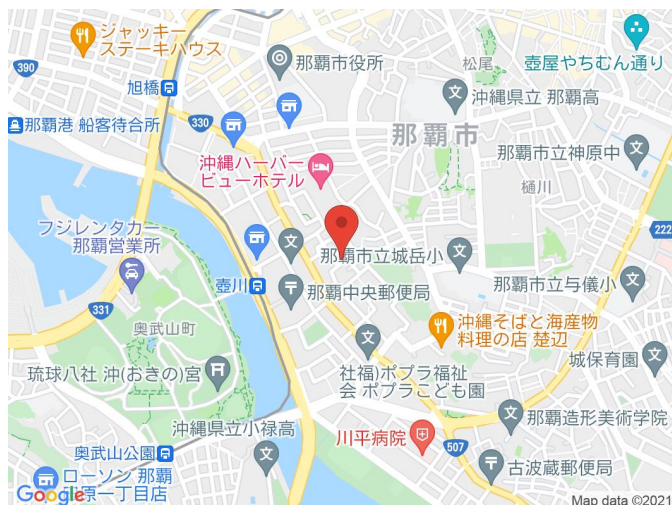 ジャッキー
ステーキハウス
那覇市役所
松尾
壺屋やちむん通り
390
旭橋
沖縄県立 那覇高
那覇港 船客待合所
330
那覇市
那覇市立神原中
沖縄ハーバー
ビューホテル
樋川
フジレンタカー
那覇営業所
222
那覇市立城岳小
壺川
那覇中央郵便局
那覇市立与儀小
331
奥武山町
沖縄そばと海産物
料理の店 楚辺
社福)ポプラ福祉
会 ポプラこども園
城保育園
琉球八社 沖(おきの)宮
那覇造形美術学院
沖縄県立小禄高
川平病院
507
奥武山公園
古波蔵郵便局
ローソン 那覇
原一丁目店
Google
Map data ©2021